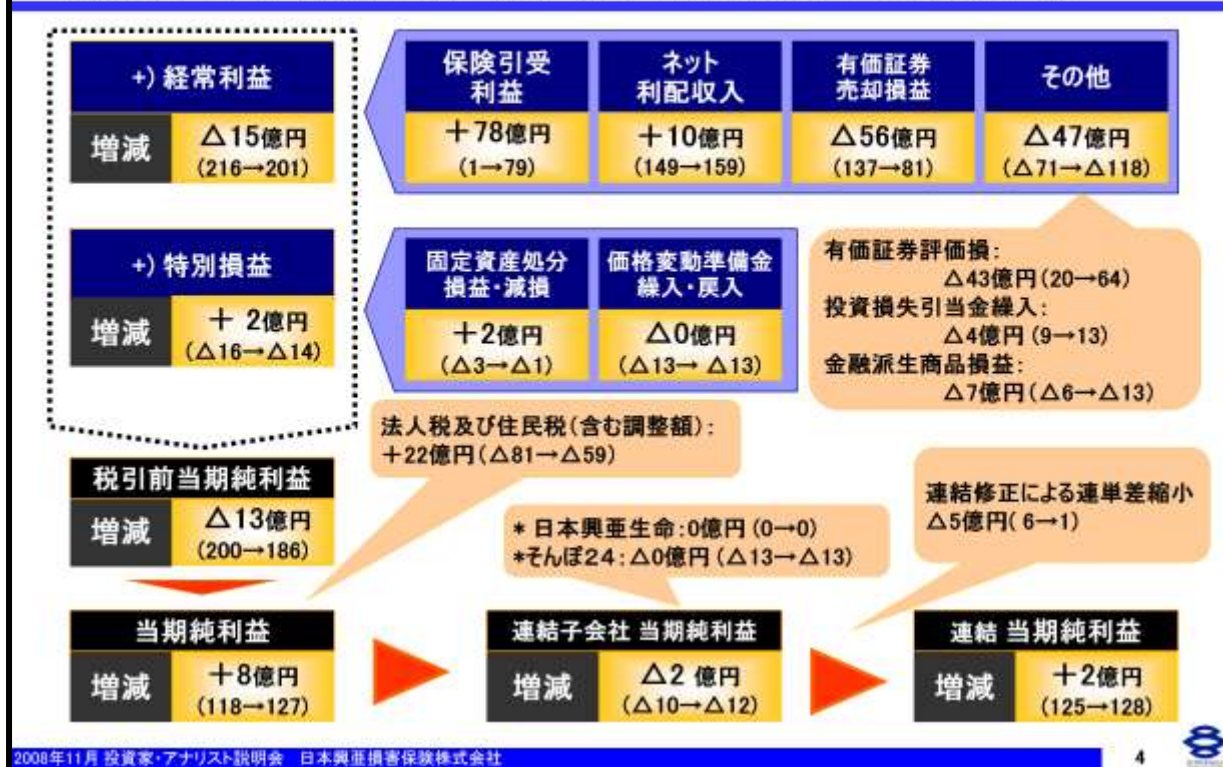 +）経常利益
増減
△15億円
（216→201）
保険引受
利益
＋78億円
（1→79）
ネット
利配収入
＋10億円
（149→159）
有価証券
売却損益
△56億円
（137→81）
その他
△47億円
（△71→△118）
+）特別損益
増減
＋ 2億円
（△16→△14）
固定資産処分
損益・減損
＋2億円
（△3→△1）
価格変動準備金
繰入・戻入
△0億円
（△13→ △13）
有価証券評価損：
△43億円（20→64）
投資損失引当金繰入：
△4億円（9→13）
金融派生商品損益：
△7億円（△6→△13）
法人税及び住民税（含む調整額）：
＋22億円（△81→△59）
税引前当期純利益
増減
△13億円
（200→186）
＊ 日本興亜生命：0億円（0→0）
＊そんぽ２４：△0億円（△13→△13）
連結修正による連単差縮小
△5億円（ 6→1）
当期純利益
増減
＋8億円
（118→127）
連結子会社 当期純利益
増減
△2 億円
（△10→△12）
連結 当期純利益
増減
＋2億円
（125→128）
2008年11月 投資家・アナリスト説明会 日本興亜損害保険株式会社
4